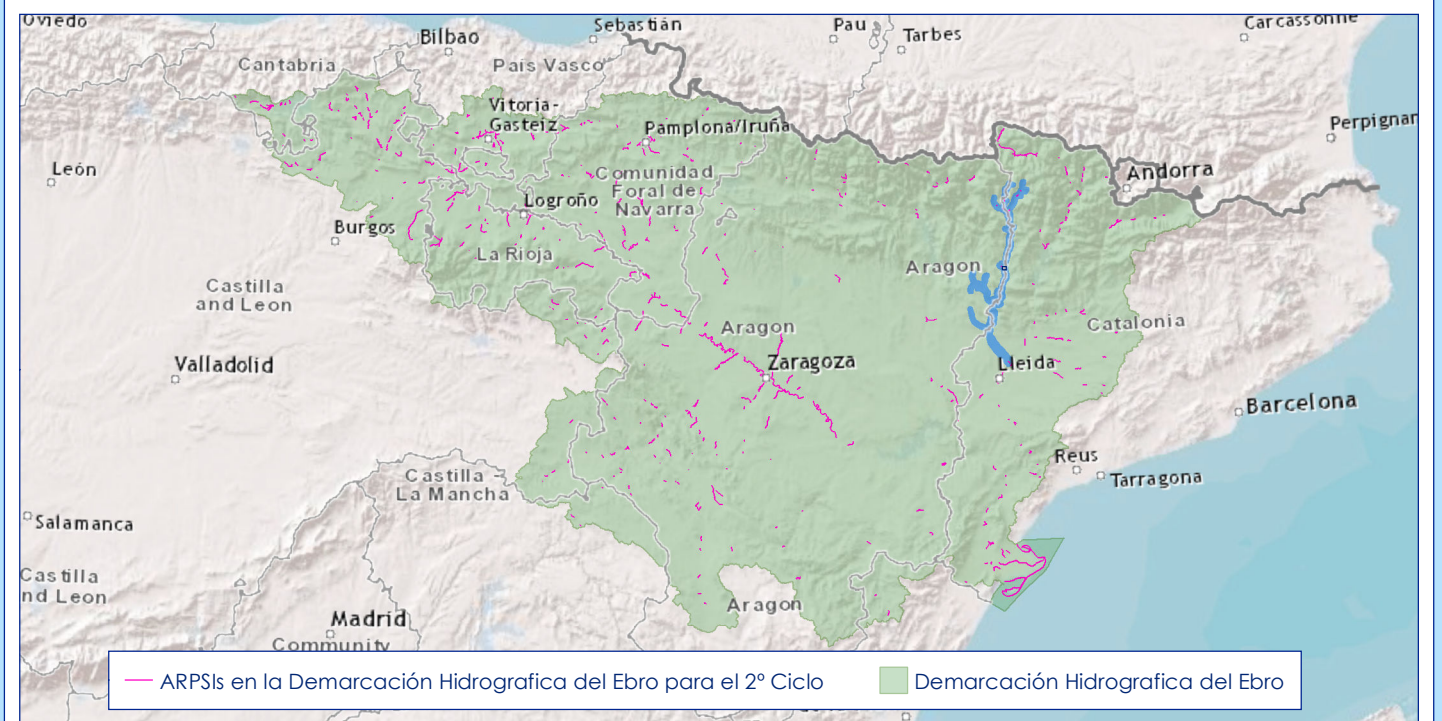 Oviedo
Sebastián
Pau
Tarbes
Carcassonne
Bilbao
Cantabria
País Vasco
Vitoria-
Gasteiz
Pamplona/Iruña
Perpignan
León
Andorra
Comunidad
Foral de
Navarra
Logroño
Burgos
La Rioja
Aragon
Castilla
and Leon
Aragon
Catalonia
Valladolid
Zaragoza
Lleida
Barcelona
Reus
Castilla
La Mancha
Tarragona
Salamanca
Castilla
nd Leon
Aragon
Madrid
Community
ARPSIs en la Demarcación Hidrografica del Ebro para el 2º Ciclo
Demarcación Hidrografica del Ebro